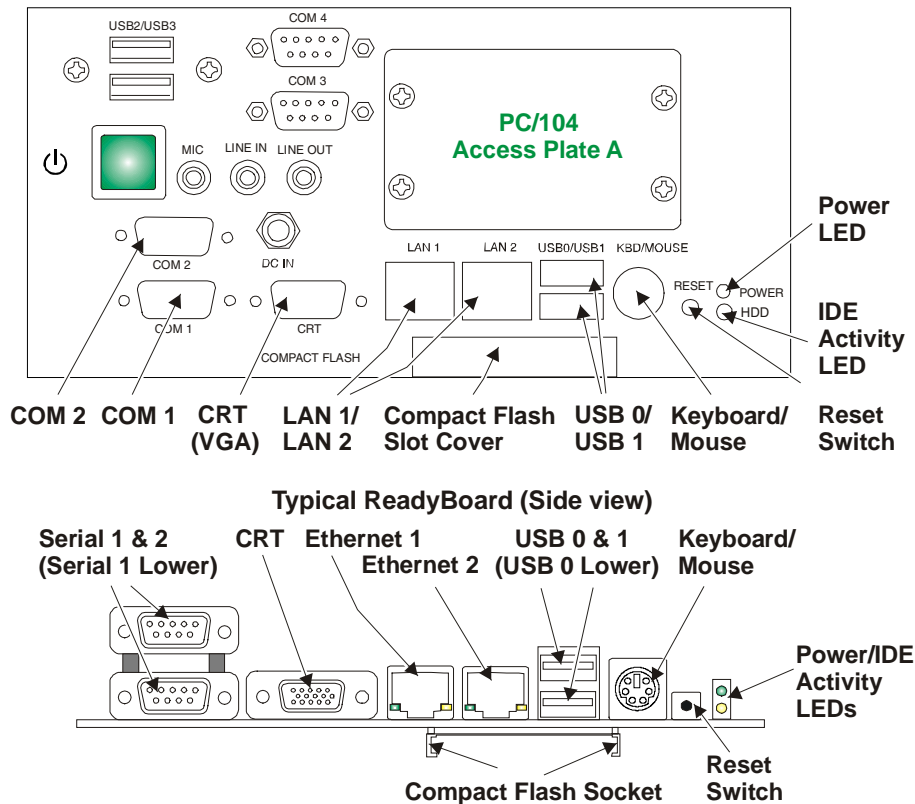 USB2/USB3
COM 4
COM 3
PC/104
Access Plate A
MIC
LINE IN
LINE OUT
COM 2
DC IN
LAN 1
LAN 2
USB0/USB1
KBD/MOUSE
RESET
POWER
HDD
COM 1
CRT
COMPACT FLASH
Power
LED
IDE
Activity
LED
COM 2
COM 1
CRT
(VGA)
LAN 1/
LAN 2
Compact Flash
Slot Cover
USB 0/
USB 1
Keyboard/
Mouse
Reset
Switch
Typical ReadyBoard (Side view)
Serial 1 & 2
(Serial 1 Lower)
CRT
Ethernet 1
Ethernet 2
USB 0 & 1
(USB 0 Lower)
Keyboard/
Mouse
Power/IDE
Activity
LEDs
Reset
Switch
Compact Flash Socket